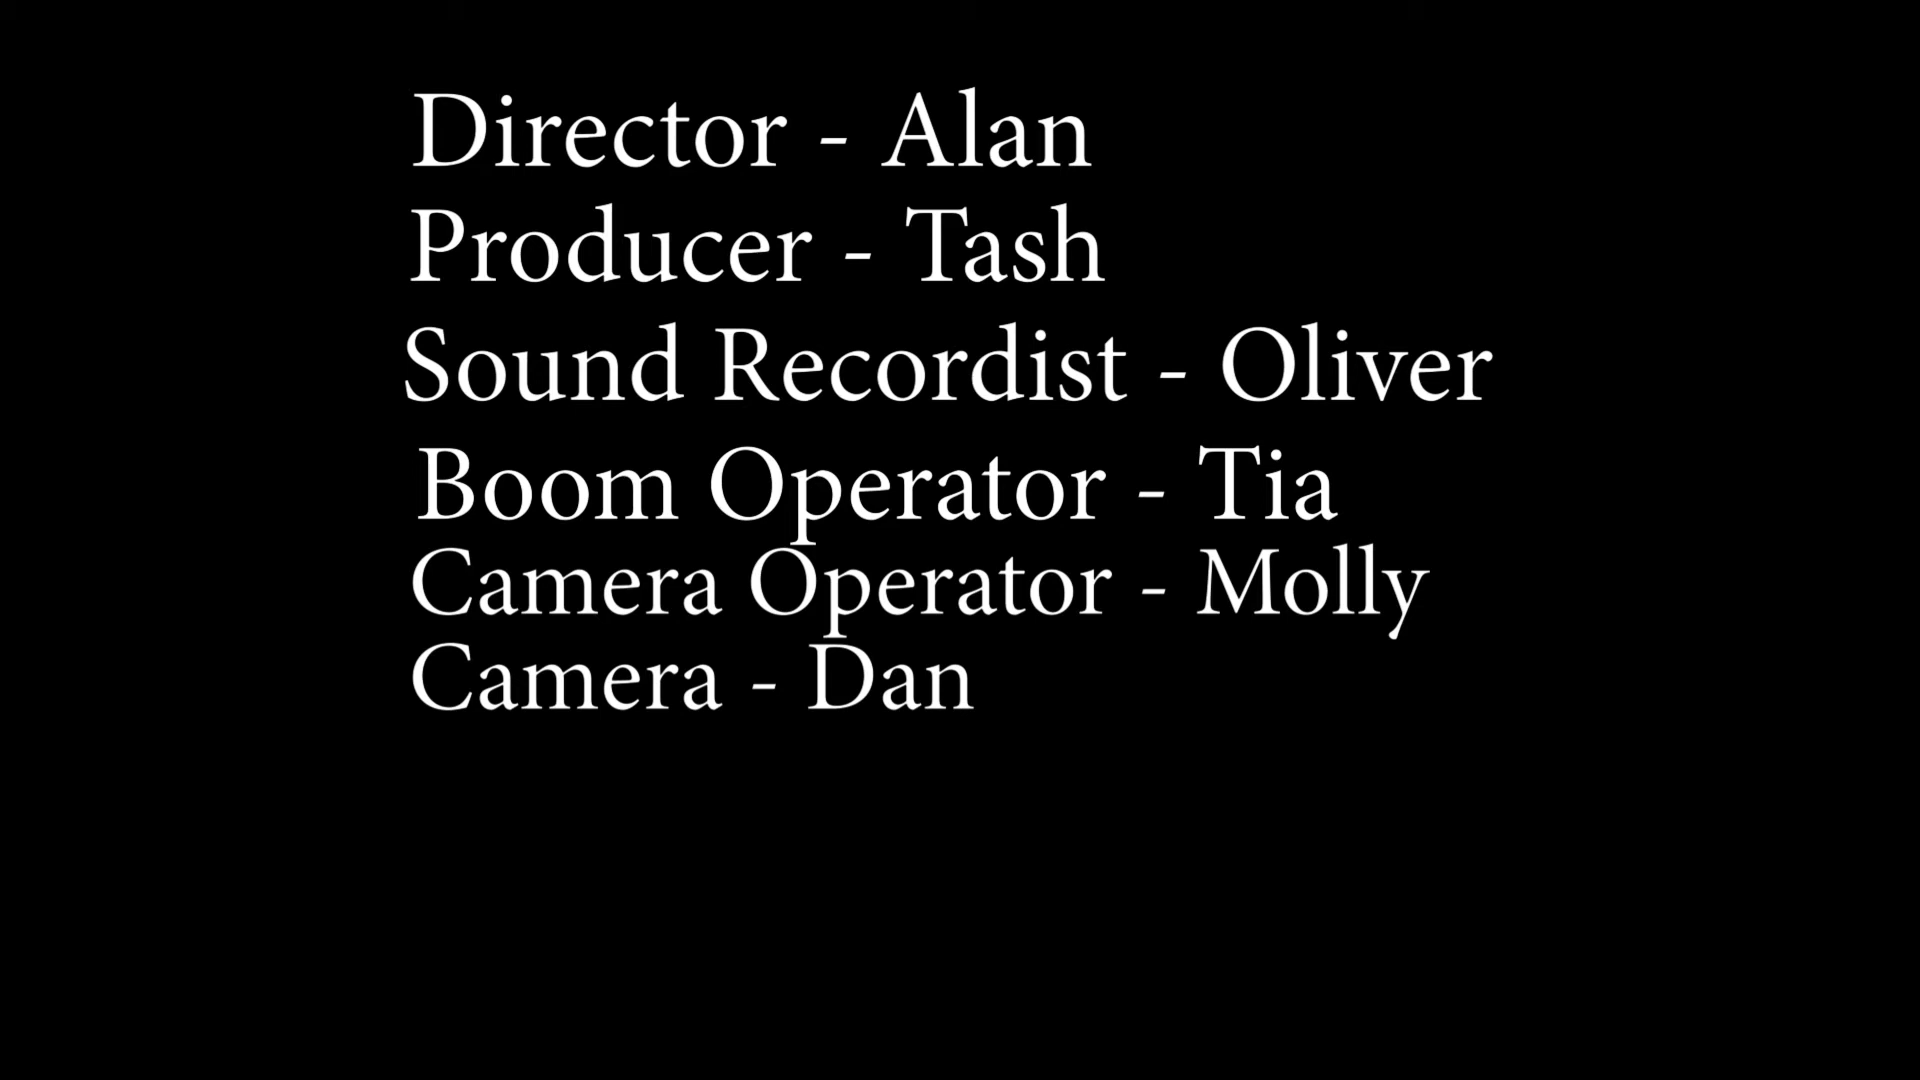 Director - Alan
Producer - Tash
Sound Recordist - Oliver
Boom Operator - Tia
Camera Operator - Molly
Camera - Dan